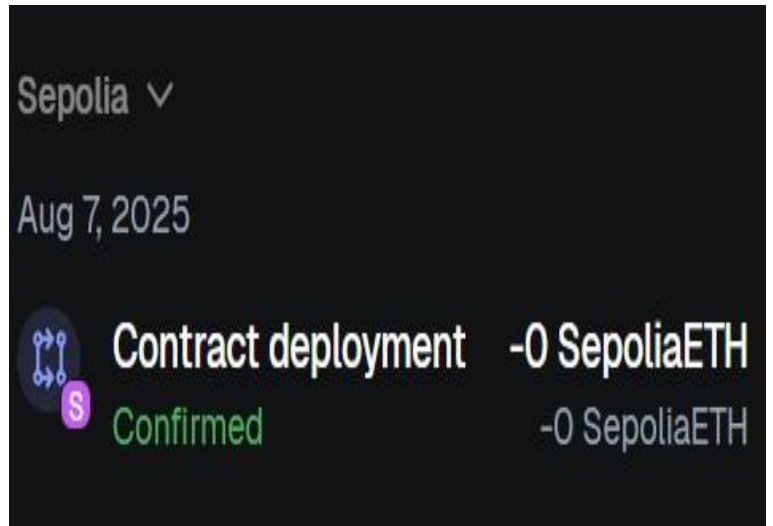 Sepolia
Aug 7, 2025
Contract deployment -0 SepoliaETH
S
Confirmed -0 SepoliaETH